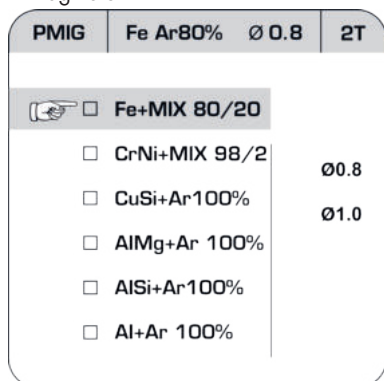 PMIG Fe Ar80% Ø 0.8 2T
Fe+MIX 80/20
CrNi+MIX 98/2
Ø0.8
CuSi+Ar100%
Ø1.0
AlMg+Ar 100%
AlSi+Ar100%
Al+Ar 100%